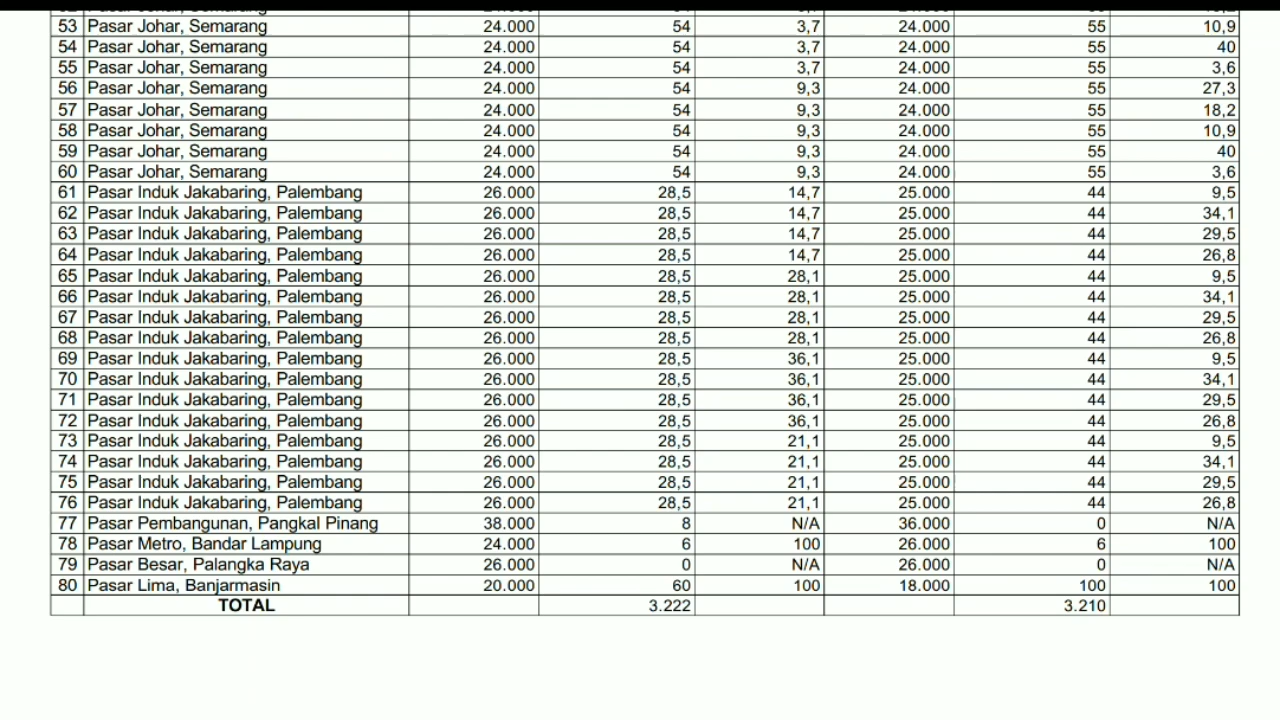 53 Pasar Johar, Semarang 24.000 54 3,7 24.000 55 10,9
54 Pasar Johar, Semarang 24.000 54 3,7 24.000 55 40
55 Pasar Johar, Semarang 24.000 54 3,7 24.000 55 3,6
56 Pasar Johar, Semarang 24.000 54 9,3 24.000 55 27,3
57 Pasar Johar, Semarang 24.000 54 9,3 24.000 55 18,2
58 Pasar Johar, Semarang 24.000 54 9,3 24.000 55 10,9
59 Pasar Johar, Semarang 24.000 54 9,3 24.000 55 40
60 Pasar Johar, Semarang 24.000 54 9,3 24.000 55 3,6
61 Pasar Induk Jakabaring, Palembang 26.000 28,5 14,7 25.000 44 9,5
62 Pasar Induk Jakabaring, Palembang 26.000 28,5 14,7 25.000 44 34,1
63 Pasar Induk Jakabaring, Palembang 26.000 28,5 14,7 25.000 44 29,5
64 Pasar Induk Jakabaring, Palembang 26.000 28,5 14,7 25.000 44 26,8
65 Pasar Induk Jakabaring, Palembang 26.000 28,5 28,1 25.000 44 9,5
66 Pasar Induk Jakabaring, Palembang 26.000 28,5 28,1 25.000 44 34,1
67 Pasar Induk Jakabaring, Palembang 26.000 28,5 28,1 25.000 44 29,5
68 Pasar Induk Jakabaring, Palembang 26.000 28,5 28,1 25.000 44 26,8
69 Pasar Induk Jakabaring, Palembang 26.000 28,5 36,1 25.000 44 9,5
70 Pasar Induk Jakabaring, Palembang 26.000 28,5 36,1 25.000 44 34,1
71 Pasar Induk Jakabaring, Palembang 26.000 28,5 36,1 25.000 44 29,5
72 Pasar Induk Jakabaring, Palembang 26.000 28,5 36,1 25.000 44 26,8
73 Pasar Induk Jakabaring, Palembang 26.000 28,5 21,1 25.000 44 9,5
74 Pasar Induk Jakabaring, Palembang 26.000 28,5 21,1 25.000 44 34,1
75 Pasar Induk Jakabaring, Palembang 26.000 28,5 21,1 25.000 44 29,5
76 Pasar Induk Jakabaring, Palembang 26.000 28,5 21,1 25.000 44 26,8
77 Pasar Pembangunan, Pangkal Pinang 38.000 8 N/A 36.000 0 N/A
78 Pasar Metro, Bandar Lampung 24.000 6 100 26.000 6 100
79 Pasar Besar, Palangka Raya 26.000 0 N/A 26.000 0 N/A
80 Pasar Lima, Banjarmasin 20.000 60 100 18.000 100 100
TOTAL 3.222 3.210